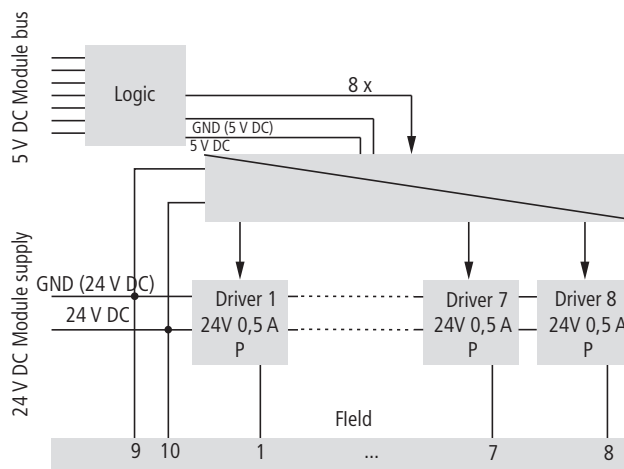 5 V DC Module bus
Logic
8 x
GND (5 V DC)
5 V DC
24 V DC Module supply
GND (24 V DC)
24 V DC
Driver 1
24V 0,5 A
P
Driver 7
24V 0,5 A
P
Driver 8
24V 0,5 A
P
FIeld
9 10 1 ... 7 8